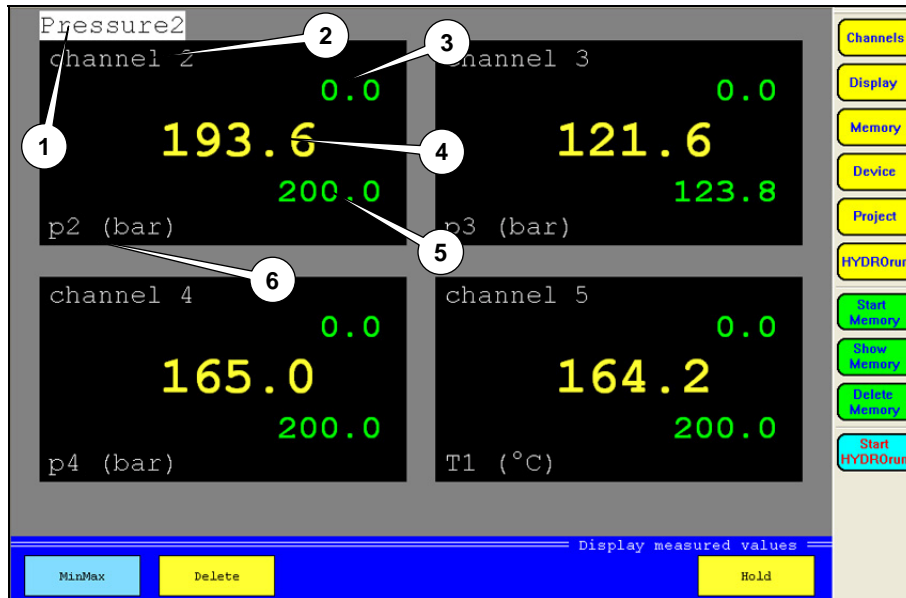 Pressure2
channel 2
0.0
193.6
200.0
p2 (bar)
channel 3
0.0
121.6
123.8
p3 (bar)
channel 4
0.0
165.0
200.0
p4 (bar)
channel 5
0.0
164.2
200.0
T1 (°C)
1
2
3
4
5
6
Display measured values
MinMax
Delete
Hold
Channels
Display
Memory
Device
Project
HYDROrun
Start
Memory
Show
Memory
Delete
Memory
Start
HYDROrun